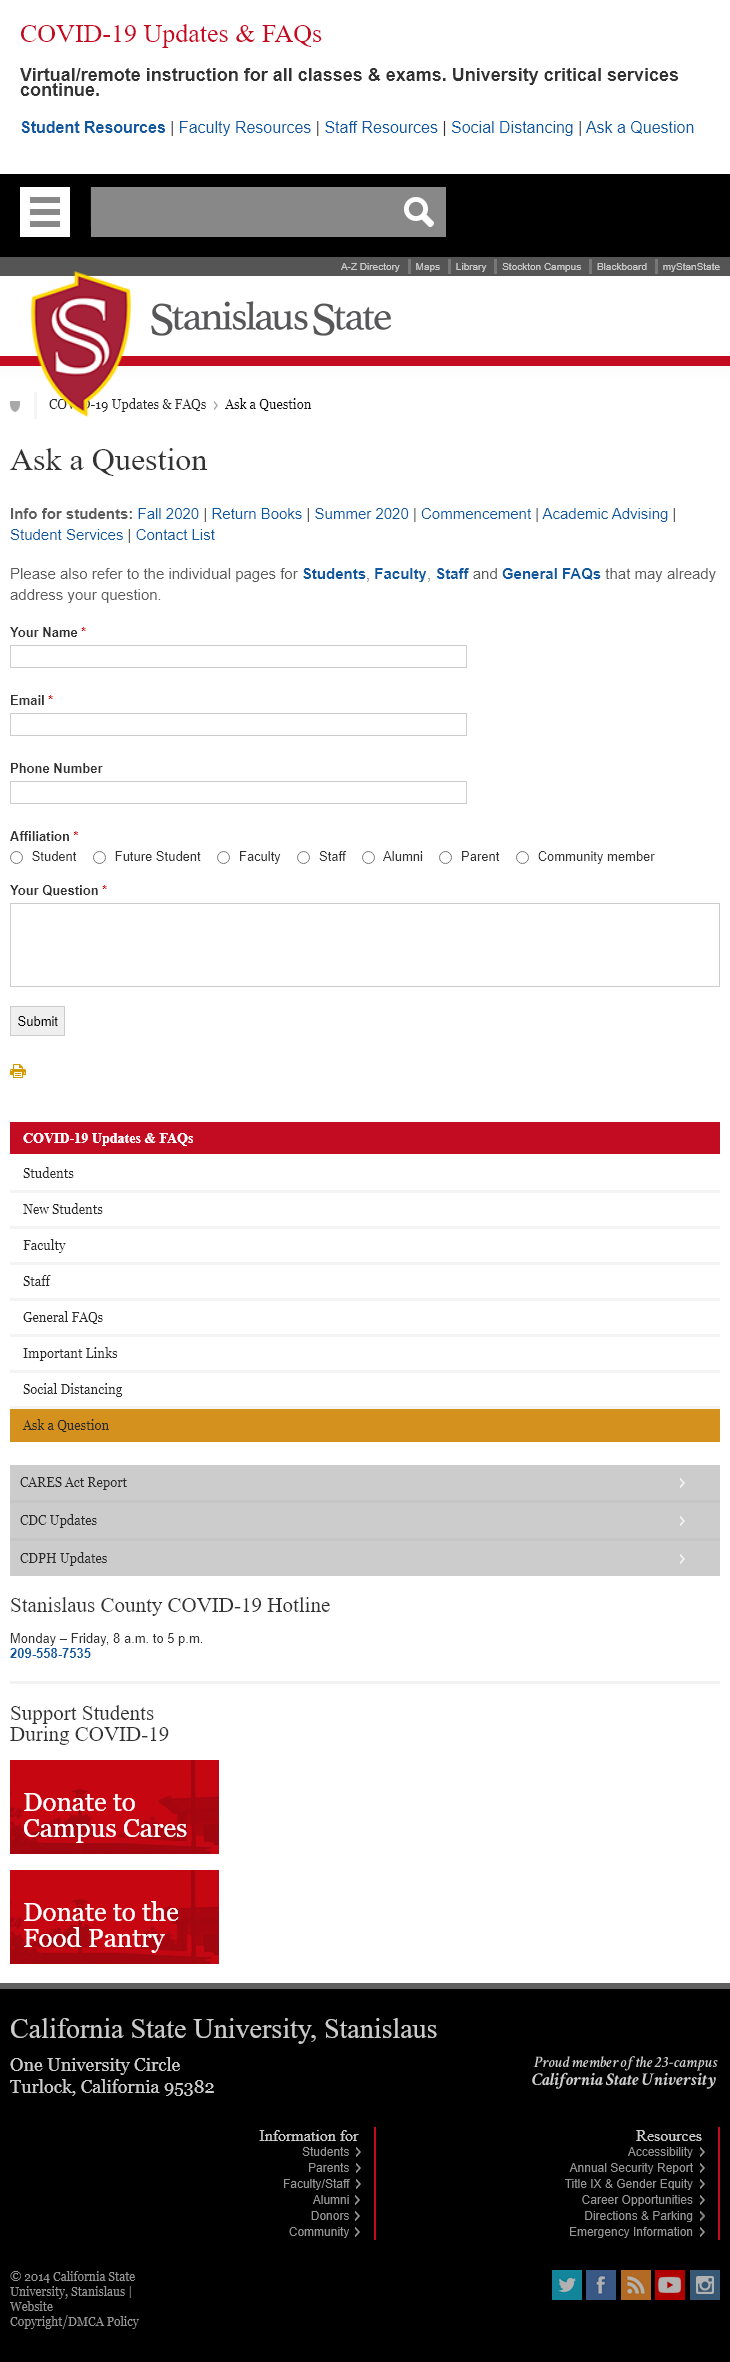 COVID-19 Updates & FAQs
Virtual/remote instruction for all classes & exams. University critical services
continue.
Student Resources | Faculty Resources | Staff Resources | Social Distancing | Ask a Question
A-Z Directory Maps Library Stockton Campus Blackboard myStanState
S
Stanislaus State
COVID-19 Updates & FAQs › Ask a Question
Ask a Question
Info for students: Fall 2020 | Return Books | Summer 2020 | Commencement | Academic Advising |
Student Services | Contact List
Please also refer to the individual pages for Students, Faculty, Staff and General FAQs that may already
address your question.
Your Name *
Email *
Phone Number
Affiliation *
Student Future Student Faculty Staff Alumni Parent Community member
Your Question *
Submit
COVID-19 Updates & FAQs
Students
New Students
Faculty
Staff
General FAQs
Important Links
Social Distancing
Ask a Question
CARES Act Report
CDC Updates
CDPH Updates
Stanislaus County COVID-19 Hotline
Monday – Friday, 8 a.m. to 5 p.m.
209-558-7535
Support Students
During COVID-19
Donate to
Campus Cares
Donate to the
Food Pantry
California State University, Stanislaus
One University Circle
Turlock, California 95382
Proud member of the 23-campus
California State University
Information for
Students
Parents
Faculty/Staff
Alumni
Donors
Community
Resources
Accessibility
Annual Security Report
Title IX & Gender Equity
Career Opportunities
Directions & Parking
Emergency Information
© 2014 California State
University, Stanislaus |
Website
Copyright/DMCA Policy